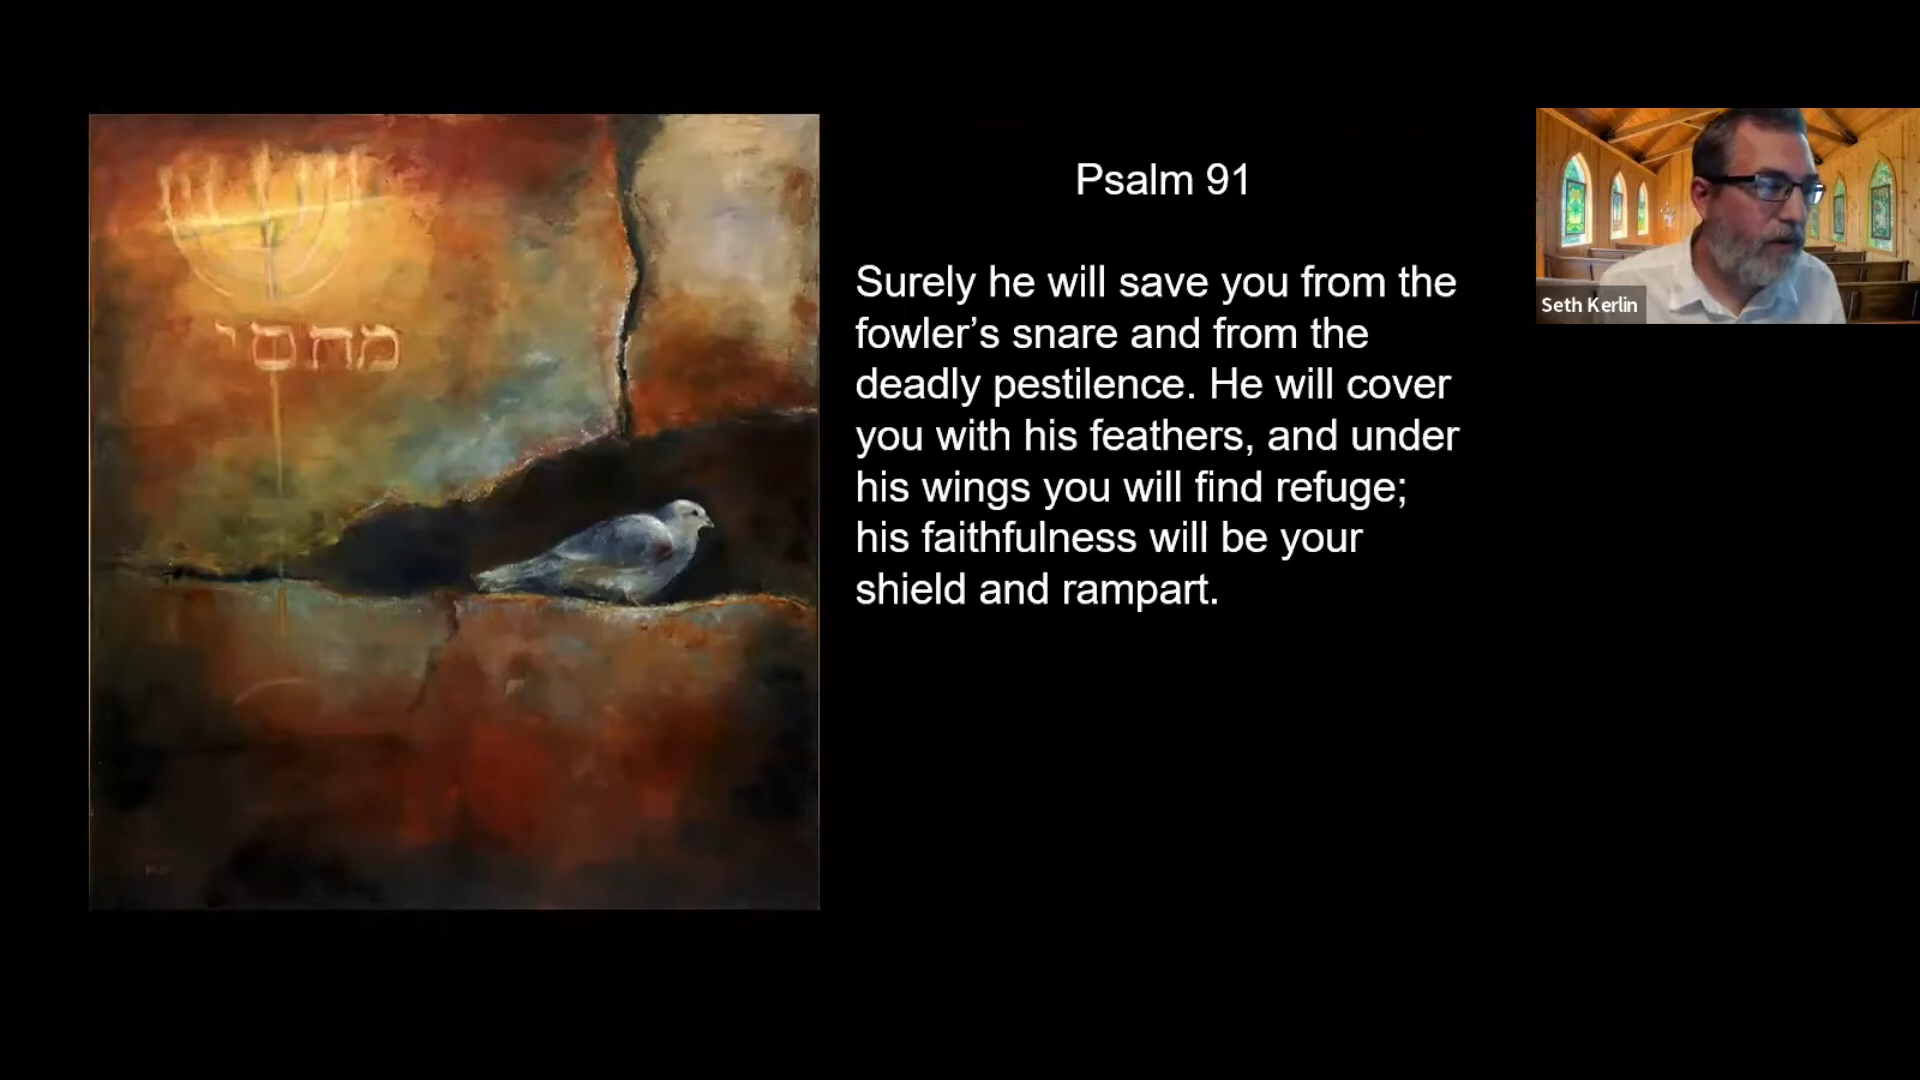 מחסי
Psalm 91
Surely he will save you from the
fowler’s snare and from the
deadly pestilence. He will cover
you with his feathers, and under
his wings you will find refuge;
his faithfulness will be your
shield and rampart.
Seth Kerlin